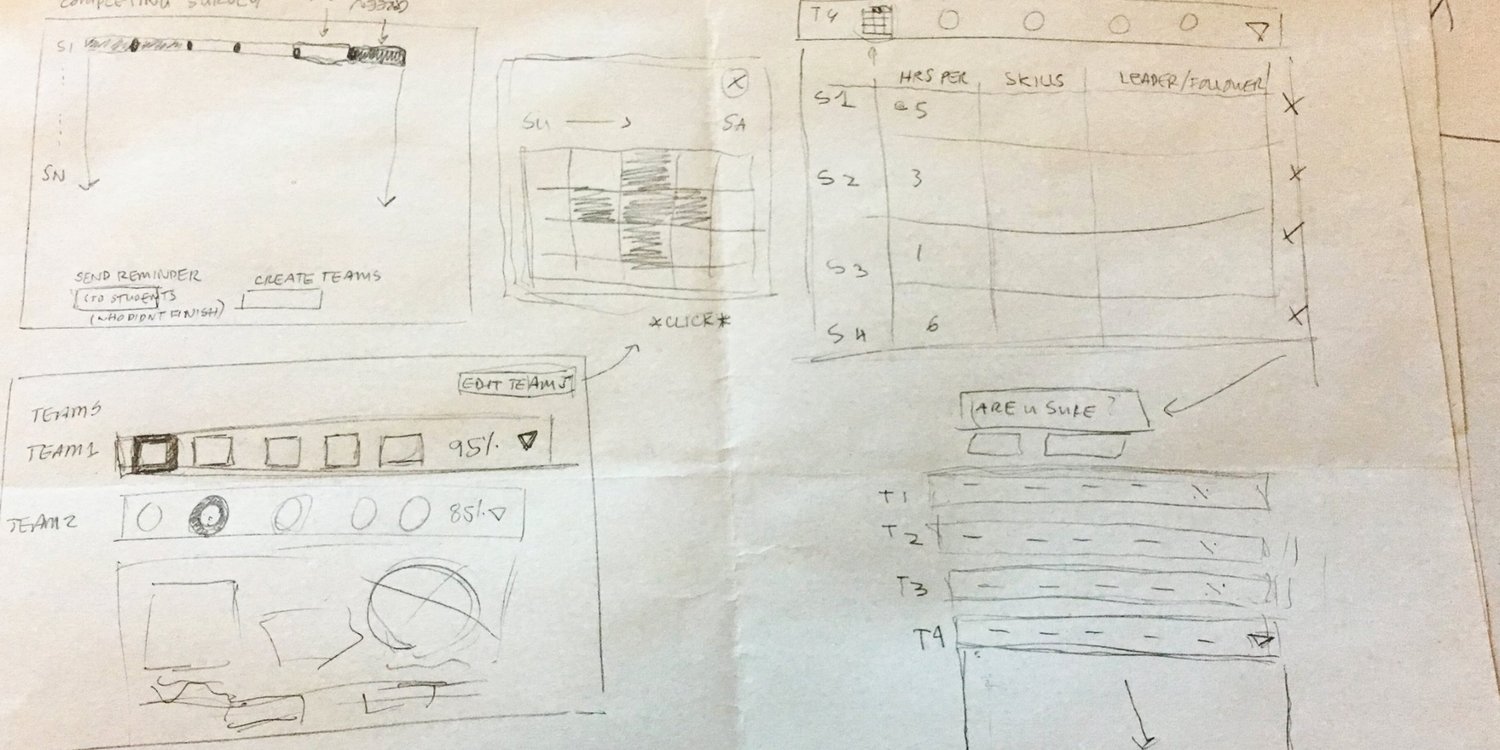 COMPLETING SURVEY
S1
SN
SEND REMINDER
(TO STUDENTS
(WHO DIDNT FINISH)
CREATE TEAMS
SU
SA
*CLICK*
T4
HRS PER
SKILLS
LEADER/FOLLOWER
S1
5
S2
3
S3
1
S4
6
EDIT TEAMS
TEAMS
TEAM1
95%
TEAM2
85%
ARE U SURE?
T1
T2
T3
T4